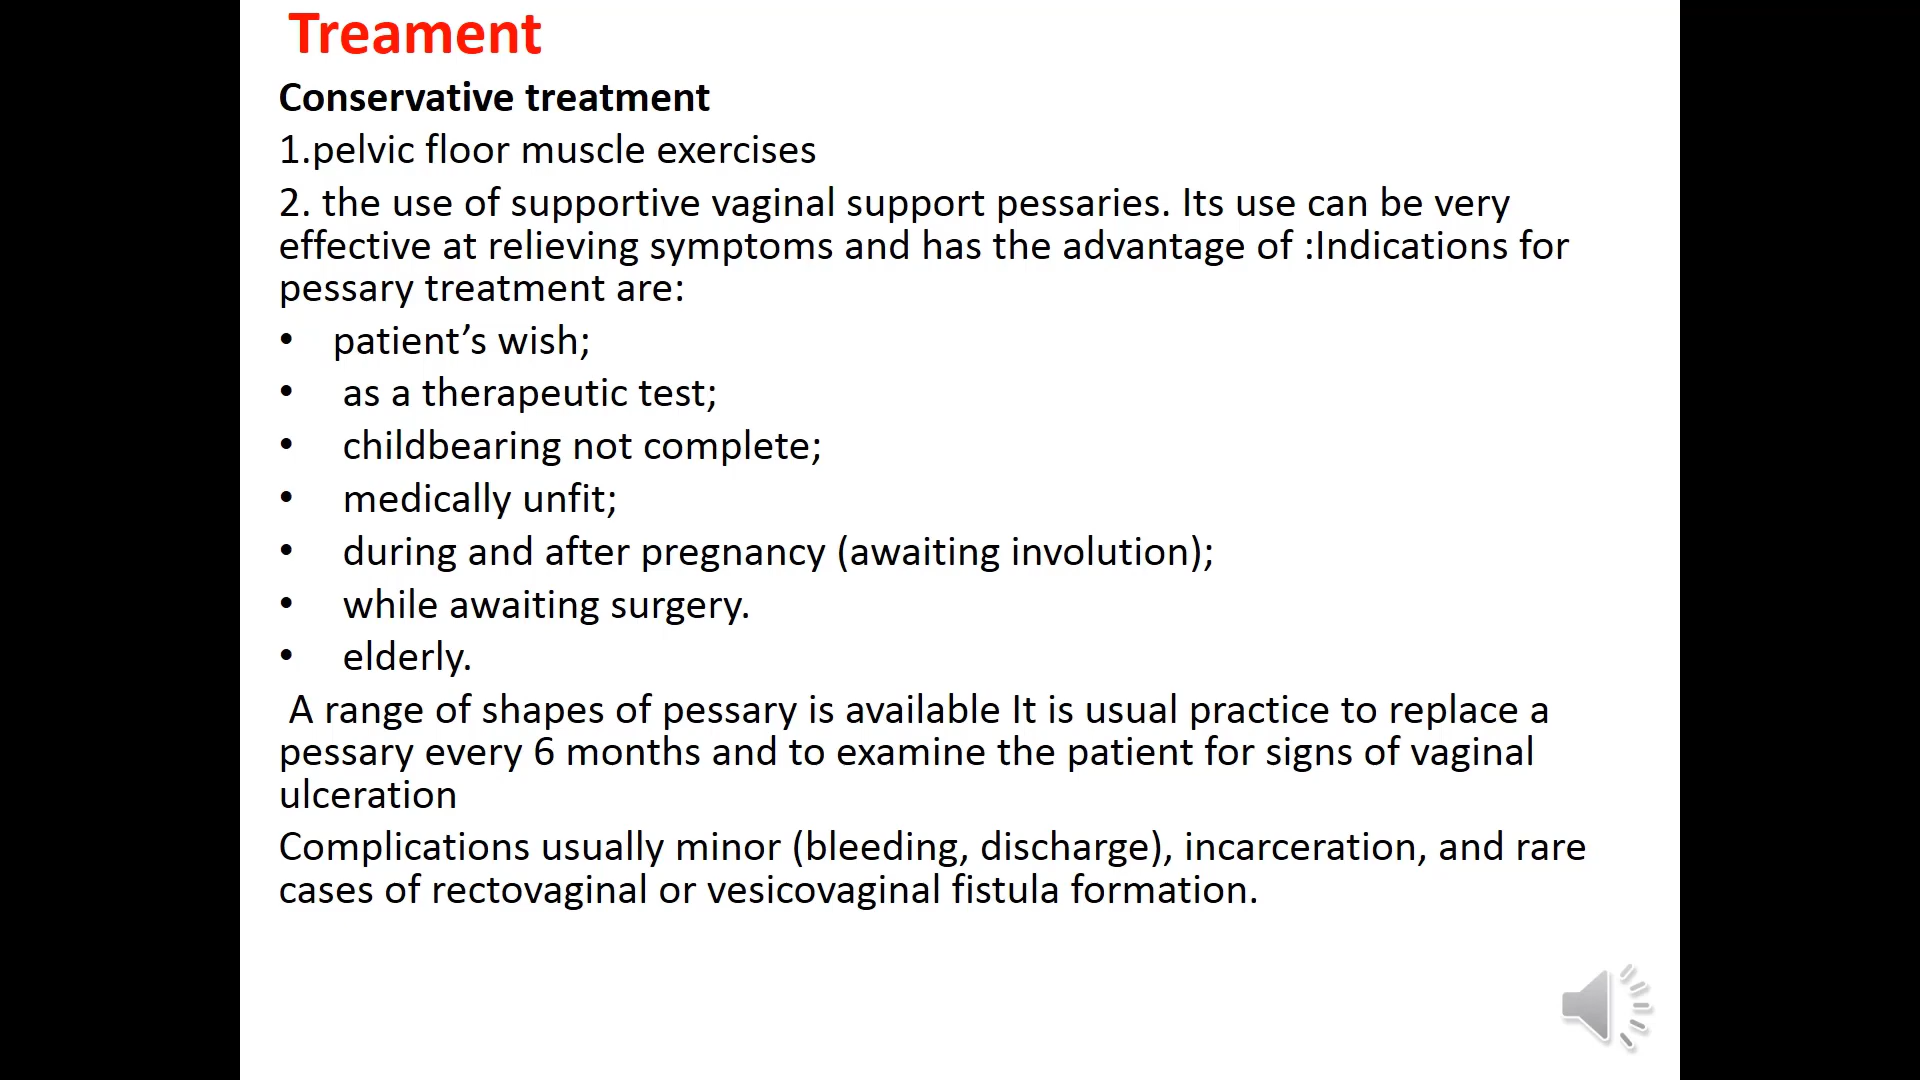 Treament
Conservative treatment
1.pelvic floor muscle exercises
2. the use of supportive vaginal support pessaries. Its use can be very
effective at relieving symptoms and has the advantage of :Indications for
pessary treatment are:
• patient’s wish;
• as a therapeutic test;
• childbearing not complete;
• medically unfit;
• during and after pregnancy (awaiting involution);
• while awaiting surgery.
• elderly.
A range of shapes of pessary is available It is usual practice to replace a
pessary every 6 months and to examine the patient for signs of vaginal
ulceration
Complications usually minor (bleeding, discharge), incarceration, and rare
cases of rectovaginal or vesicovaginal fistula formation.